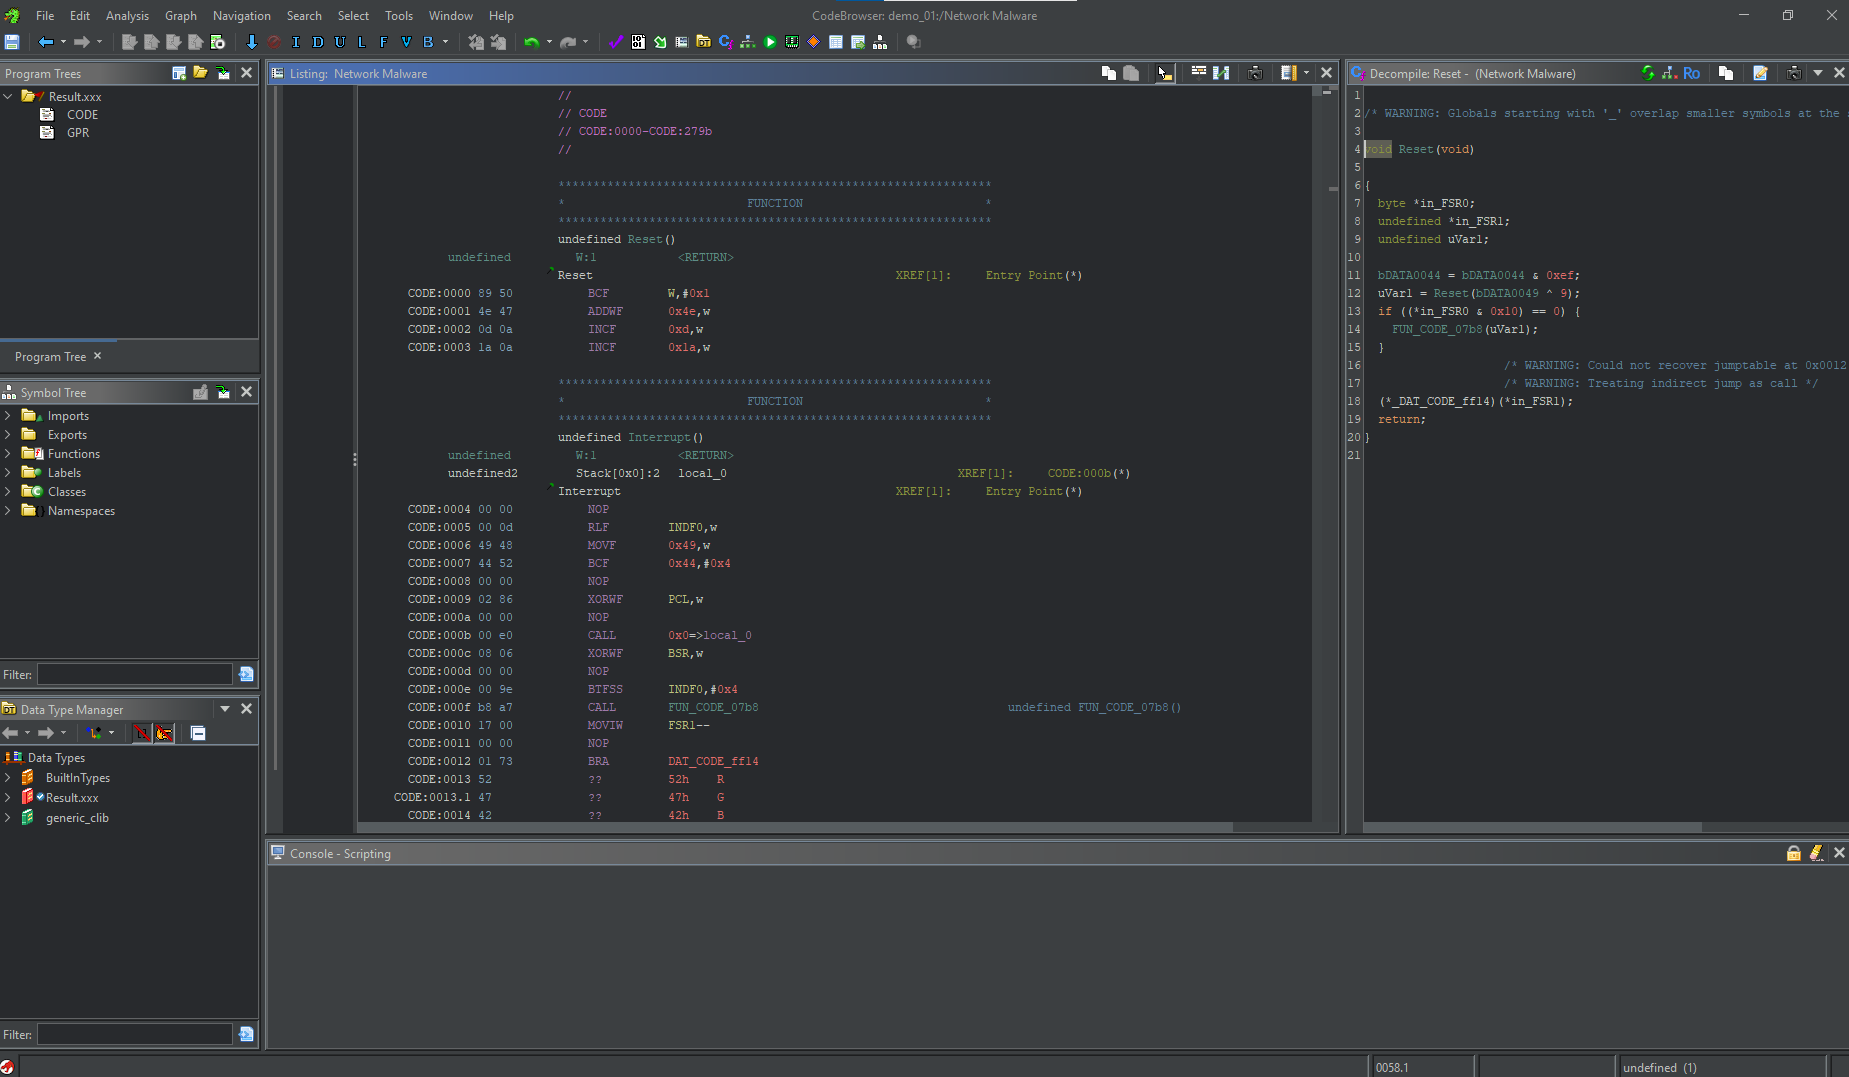 File Edit Analysis Graph Navigation Search Select Tools Window Help
CodeBrowser: demo_01:/Network Malware
I D U L F V B
Program Trees
Result.xxx
CODE
GPR
Program Tree
Symbol Tree
Imports
Exports
Functions
Labels
Classes
Namespaces
Filter:
Data Type Manager
Data Types
BuiltInTypes
Result.xxx
generic_clib
Filter:
Listing: Network Malware
//
// CODE
// CODE:0000-CODE:279b
//
**************************************************************
* FUNCTION *
**************************************************************
undefined Reset()
undefined W:1 <RETURN>
Reset XREF[1]: Entry Point(*)
CODE:0000 89 50 BCF W,#0x1
CODE:0001 4e 47 ADDWF 0x4e,w
CODE:0002 0d 0a INCF 0xd,w
CODE:0003 1a 0a INCF 0x1a,w
**************************************************************
* FUNCTION *
**************************************************************
undefined Interrupt()
undefined W:1 <RETURN>
undefined2 Stack[0x0]:2 local_0 XREF[1]: CODE:000b(*)
Interrupt XREF[1]: Entry Point(*)
CODE:0004 00 00 NOP
CODE:0005 00 0d RLF INDF0,w
CODE:0006 49 48 MOVF 0x49,w
CODE:0007 44 52 BCF 0x44,#0x4
CODE:0008 00 00 NOP
CODE:0009 02 86 XORWF PCL,w
CODE:000a 00 00 NOP
CODE:000b 00 e0 CALL 0x0=>local_0
CODE:000c 08 06 XORWF BSR,w
CODE:000d 00 00 NOP
CODE:000e 00 9e BTFSS INDF0,#0x4
CODE:000f b8 a7 CALL FUN_CODE_07b8 undefined FUN_CODE_07b8()
CODE:0010 17 00 MOVIW FSR1--
CODE:0011 00 00 NOP
CODE:0012 01 73 BRA DAT_CODE_ff14
CODE:0013 52 ?? 52h R
CODE:0013.1 47 ?? 47h G
CODE:0014 42 ?? 42h B
Decompile: Reset - (Network Malware)
Ro
1
2 /* WARNING: Globals starting with '_' overlap smaller symbols at the
3
4 void Reset(void)
5
6 {
7 byte *in_FSR0;
8 undefined *in_FSR1;
9 undefined uVar1;
10
11 bDATA0044 = bDATA0044 & 0xef;
12 uVar1 = Reset(bDATA0049 ^ 9);
13 if ((*in_FSR0 & 0x10) == 0) {
14 FUN_CODE_07b8(uVar1);
15 }
16 /* WARNING: Could not recover jumptable at 0x0012
17 /* WARNING: Treating indirect jump as call */
18 (*_DAT_CODE_ff14)(*in_FSR1);
19 return;
20 }
21
Console - Scripting
0058.1
undefined (1)